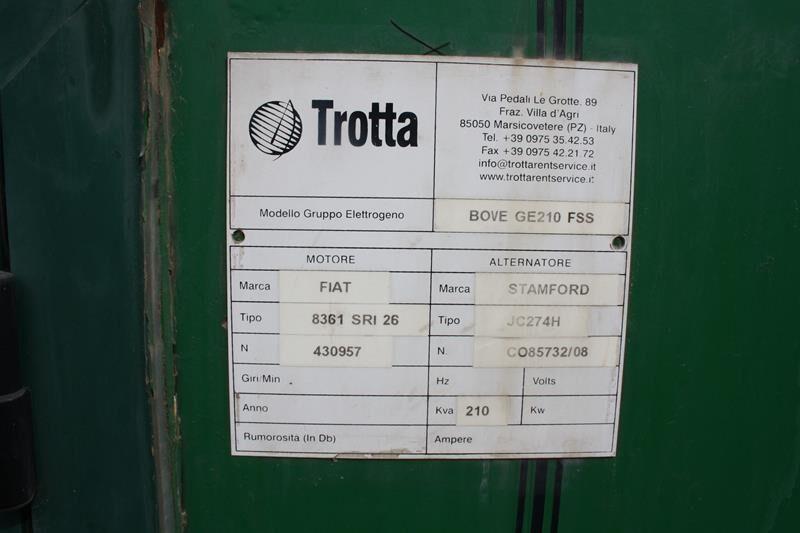 Trotta
Via Pedali Le Grotte. 89
Fraz. Villa d'Agri
85050 Marsicovetere (PZ) - Italy
Tel. +39 0975 35.42.53
Fax +39 0975 42.21.72
info@trottarentservice.it
www.trottarentservice.it
Modello Gruppo Elettrogeno BOVE GE210 FSS
MOTORE ALTERNATORE
Marca FIAT Marca STAMFORD
Tipo 8361 SRI 26 Tipo JC274H
N 430957 N. CO85732/08
Giri/Min Hz Volts
Anno Kva 210 Kw
Rumorosità (In Db) Ampere